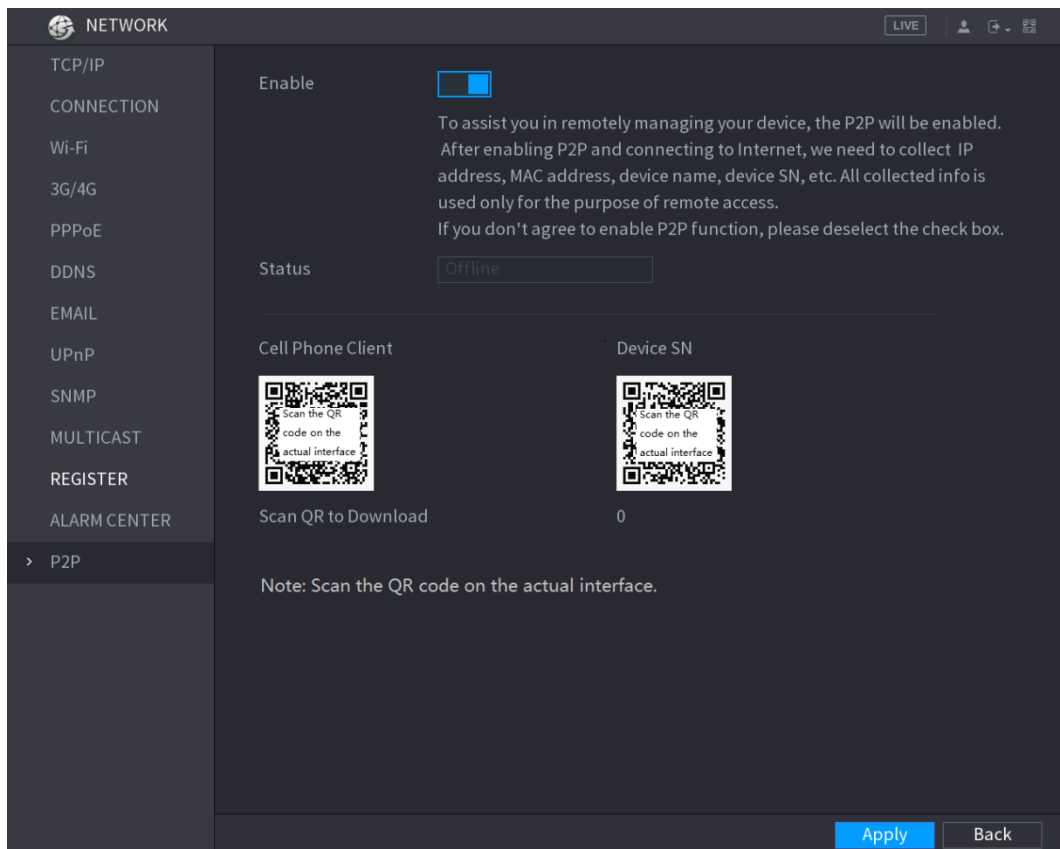 NETWORK
LIVE
TCP/IP
CONNECTION
Wi-Fi
3G/4G
PPPoE
DDNS
EMAIL
UPnP
SNMP
MULTICAST
REGISTER
ALARM CENTER
> P2P
Enable
To assist you in remotely managing your device, the P2P will be enabled.
After enabling P2P and connecting to Internet, we need to collect IP
address, MAC address, device name, device SN, etc. All collected info is
used only for the purpose of remote access.
If you don't agree to enable P2P function, please deselect the check box.
Status
Offline
Cell Phone Client
Scan the QR
code on the
actual interface
Scan QR to Download
Device SN
Scan the QR
code on the
actual interface
0
Note: Scan the QR code on the actual interface.
Apply
Back